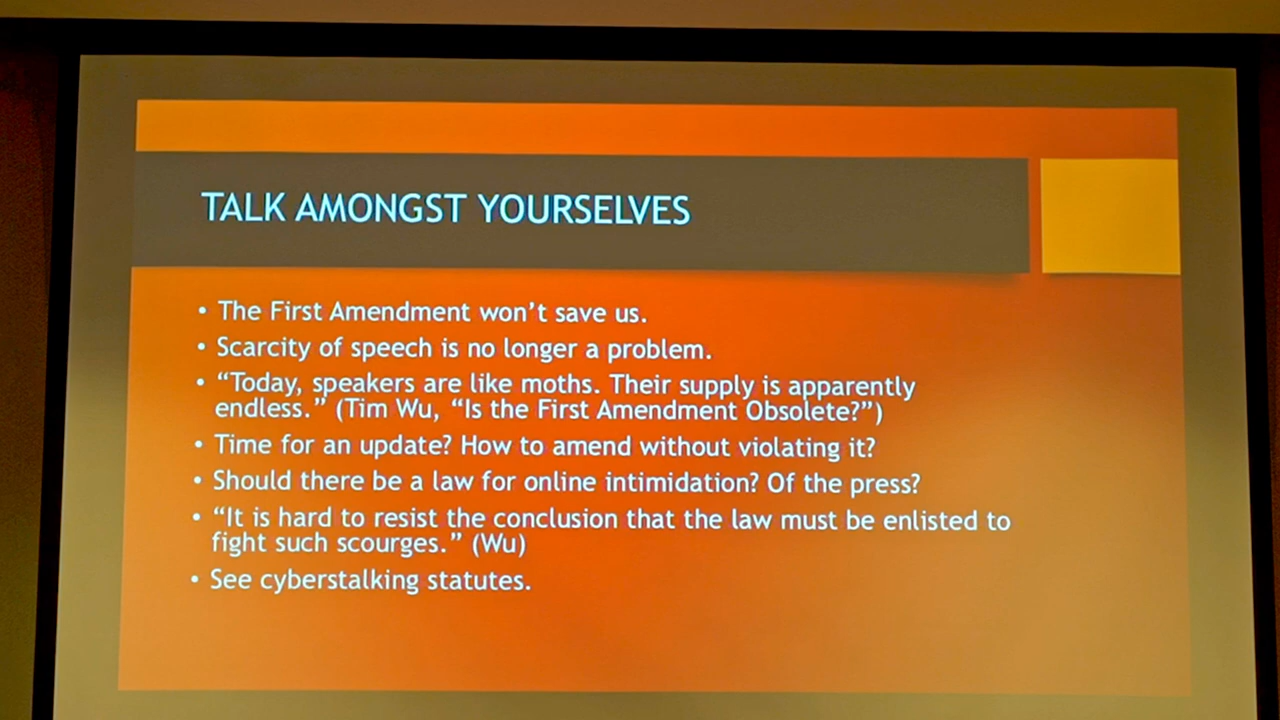 TALK AMONGST YOURSELVES
• The First Amendment won’t save us.
• Scarcity of speech is no longer a problem.
• “Today, speakers are like moths. Their supply is apparently
endless.” (Tim Wu, “Is the First Amendment Obsolete?”)
• Time for an update? How to amend without violating it?
• Should there be a law for online intimidation? Of the press?
• “It is hard to resist the conclusion that the law must be enlisted to
fight such scourges.” (Wu)
• See cyberstalking statutes.